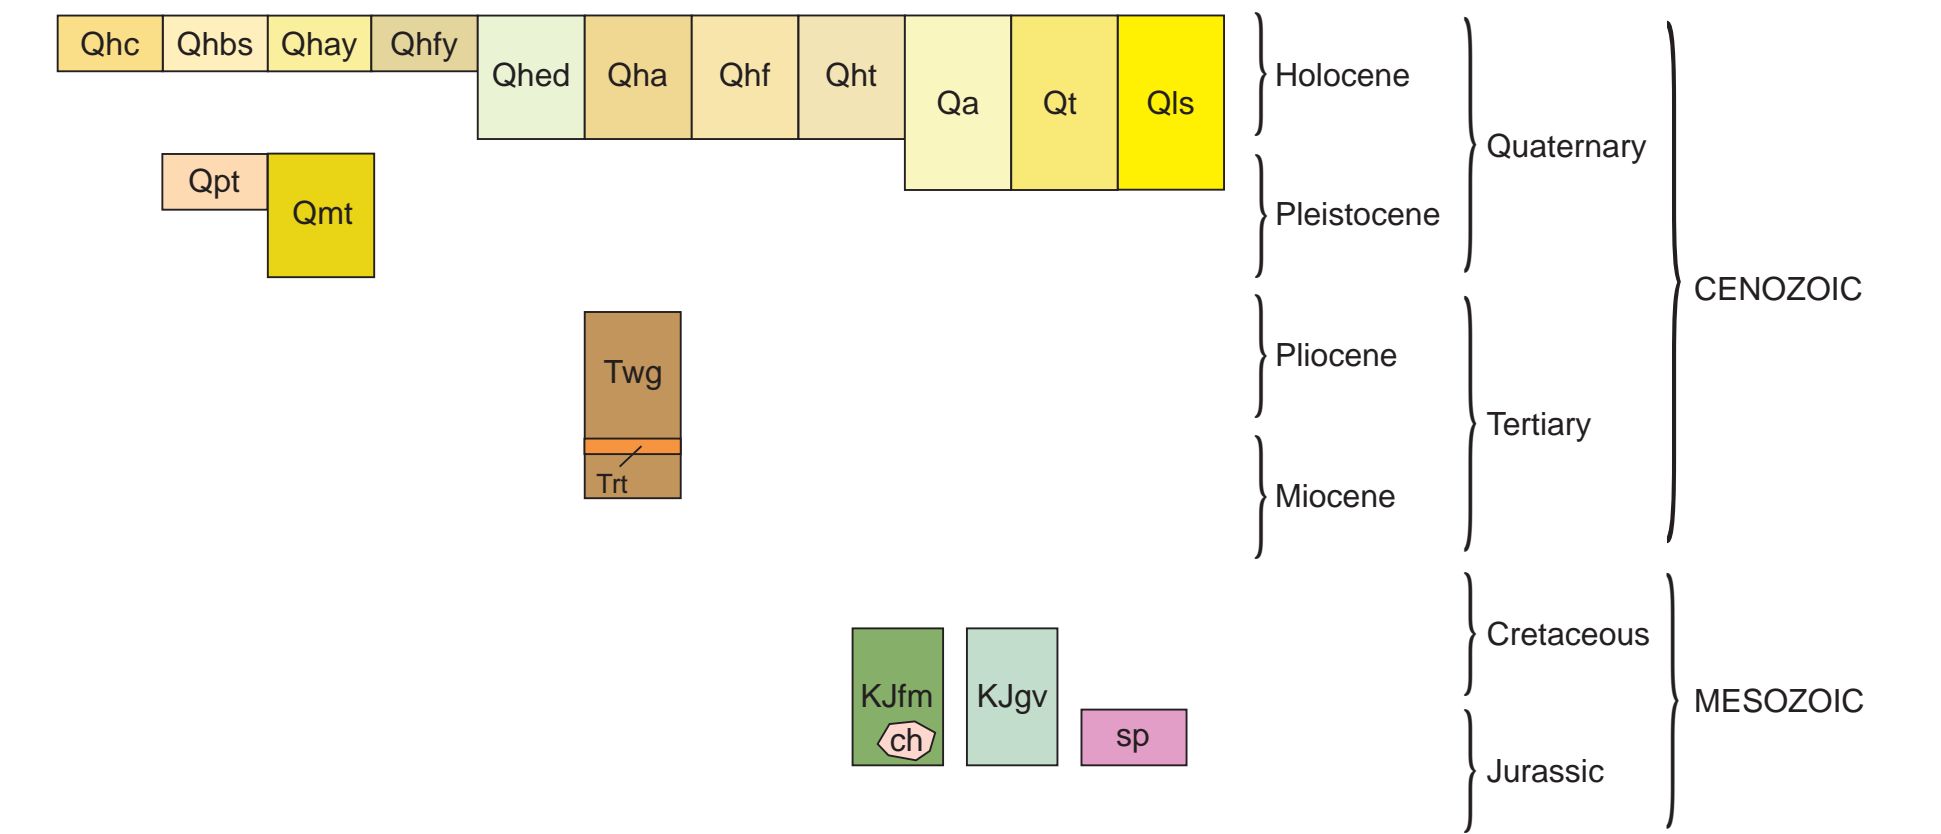 Qhc Qhbs Qhay Qhfy
Qhed Qha Qhf Qht
Qa Qt Qls
Holocene
Quaternary
Qpt
Qmt
Pleistocene
CENOZOIC
Twg
Pliocene
Tertiary
Trt
Miocene
Cretaceous
KJfm KJgv
MESOZOIC
ch
sp
Jurassic